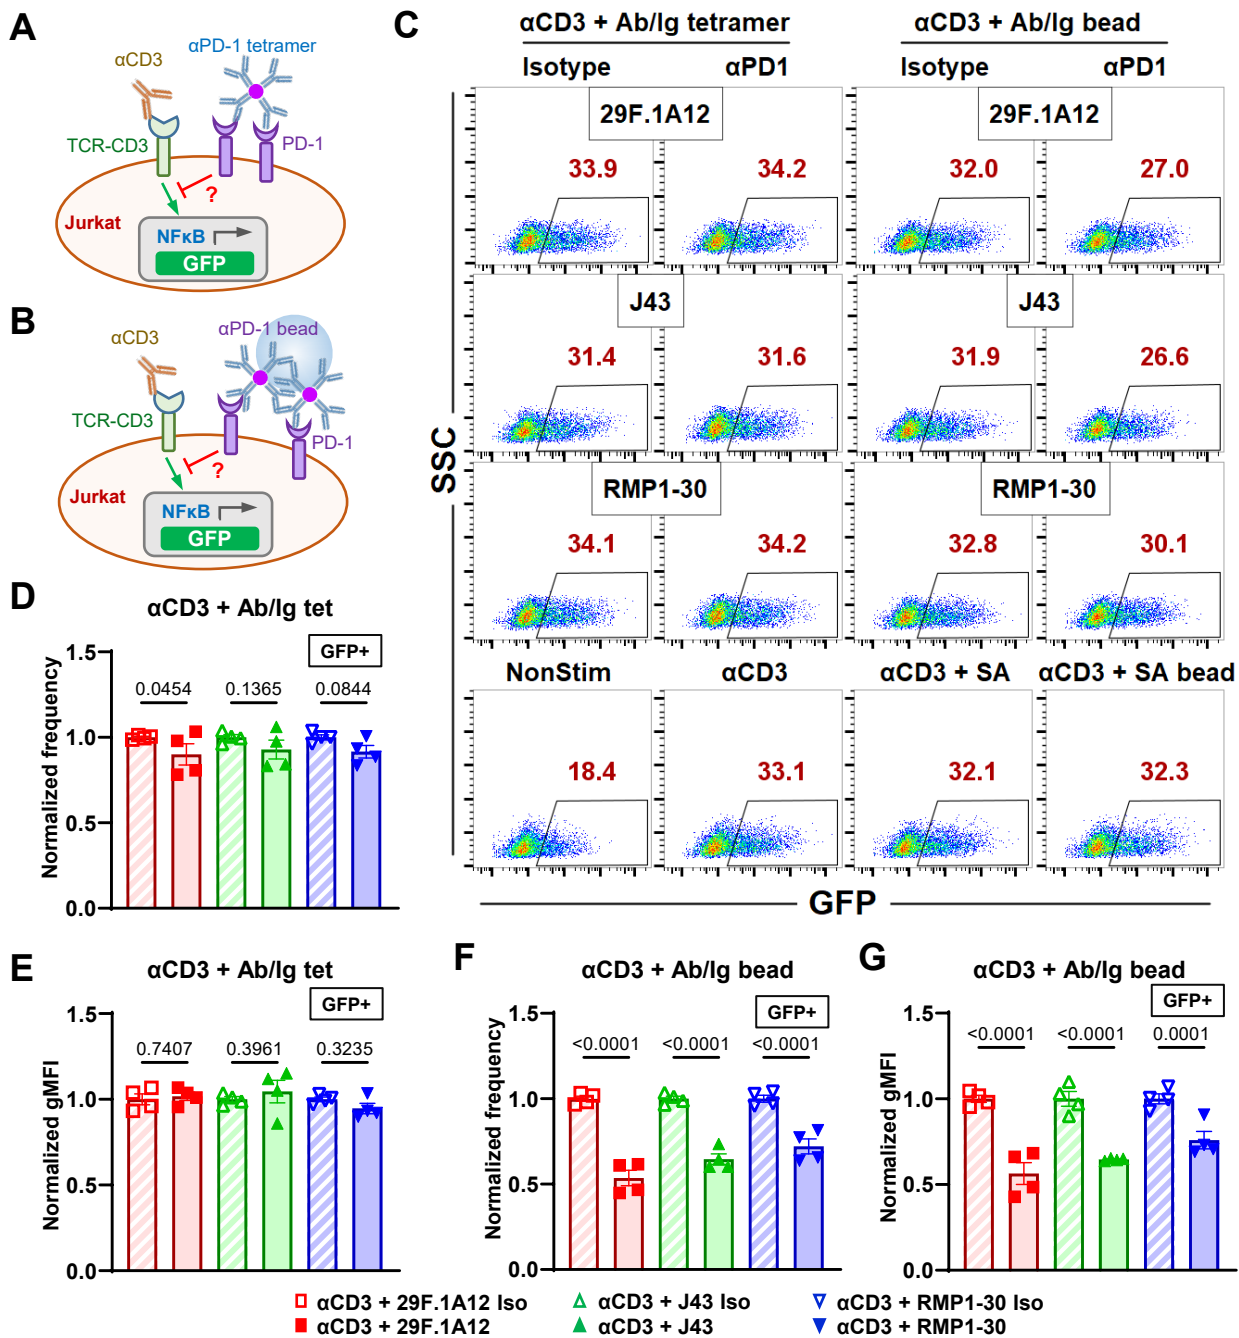 A
αPD-1 tetramer
αCD3
TCR-CD3
PD-1
?
Jurkat
NFκB
GFP
B
αPD-1 bead
αCD3
TCR-CD3
PD-1
?
Jurkat
NFκB
GFP
C
αCD3 + Ab/Ig tetramer
αCD3 + Ab/Ig bead
Isotype
αPD1
Isotype
αPD1
29F.1A12
29F.1A12
33.9
34.2
32.0
27.0
J43
J43
31.4
31.6
31.9
26.6
RMP1-30
RMP1-30
34.1
34.2
32.8
30.1
NonStim
αCD3
αCD3 + SA
αCD3 + SA bead
18.4
33.1
32.1
32.3
SSC
GFP
D
αCD3 + Ab/Ig tet
GFP+
Normalized frequency
1.5
1.0
0.5
0.0
0.0454
0.1365
0.0844
E
αCD3 + Ab/Ig tet
GFP+
Normalized gMFI
1.5
1.0
0.5
0.0
0.7407
0.3961
0.3235
F
αCD3 + Ab/Ig bead
GFP+
Normalized frequency
1.5
1.0
0.5
0.0
<0.0001
<0.0001
<0.0001
G
αCD3 + Ab/Ig bead
GFP+
Normalized gMFI
1.5
1.0
0.5
0.0
<0.0001
<0.0001
0.0001
αCD3 + 29F.1A12 Iso
αCD3 + J43 Iso
αCD3 + RMP1-30 Iso
αCD3 + 29F.1A12
αCD3 + J43
αCD3 + RMP1-30